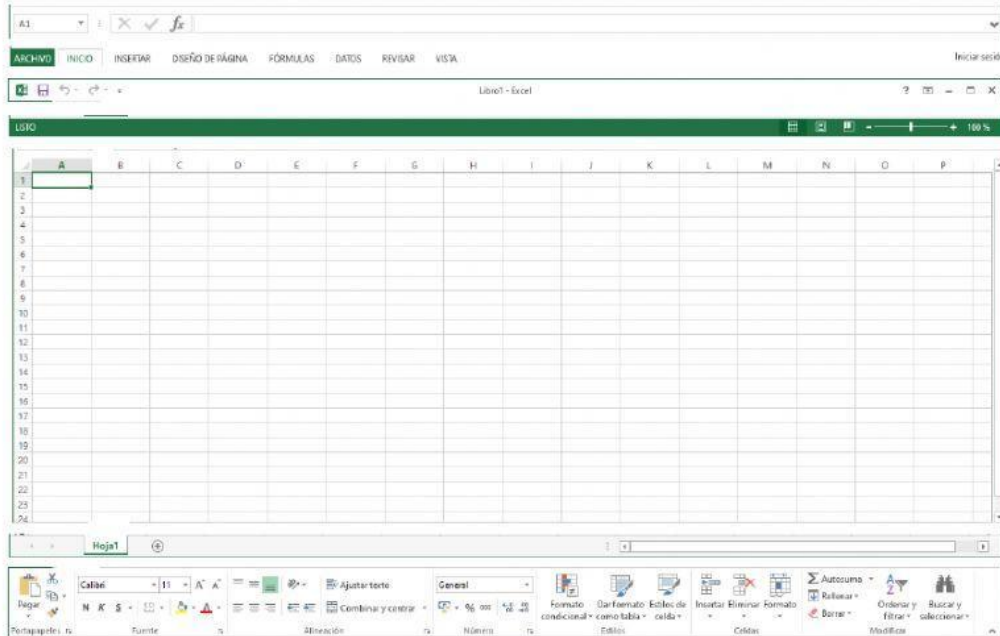 A1 fx
ARCHIVO INICIO INSERTAR DISEÑO DE PÁGINA FÓRMULAS DATOS REVISAR VISTA Iniciar sesió
Libro1 - Excel ?
LISTO 100 %
A B C D E F G H I J K L M N O P
1
2
3
4
5
6
7
8
9
10
11
12
13
14
15
16
17
18
19
20
21
22
23
24
Hoja1
Pegar
Calibri 11 A A Ajustar texto General
N K S A Combinar y centrar % 000
Formato condicional
Dar formato como tabla
Estilos de celda
Insertar Eliminar Formato
Autosuma
Rellenar
Borrar
Ordenar y filtrar
Buscar y seleccionar
Portapapeles Fuente Alineación Número Estilos Celdas Modificar